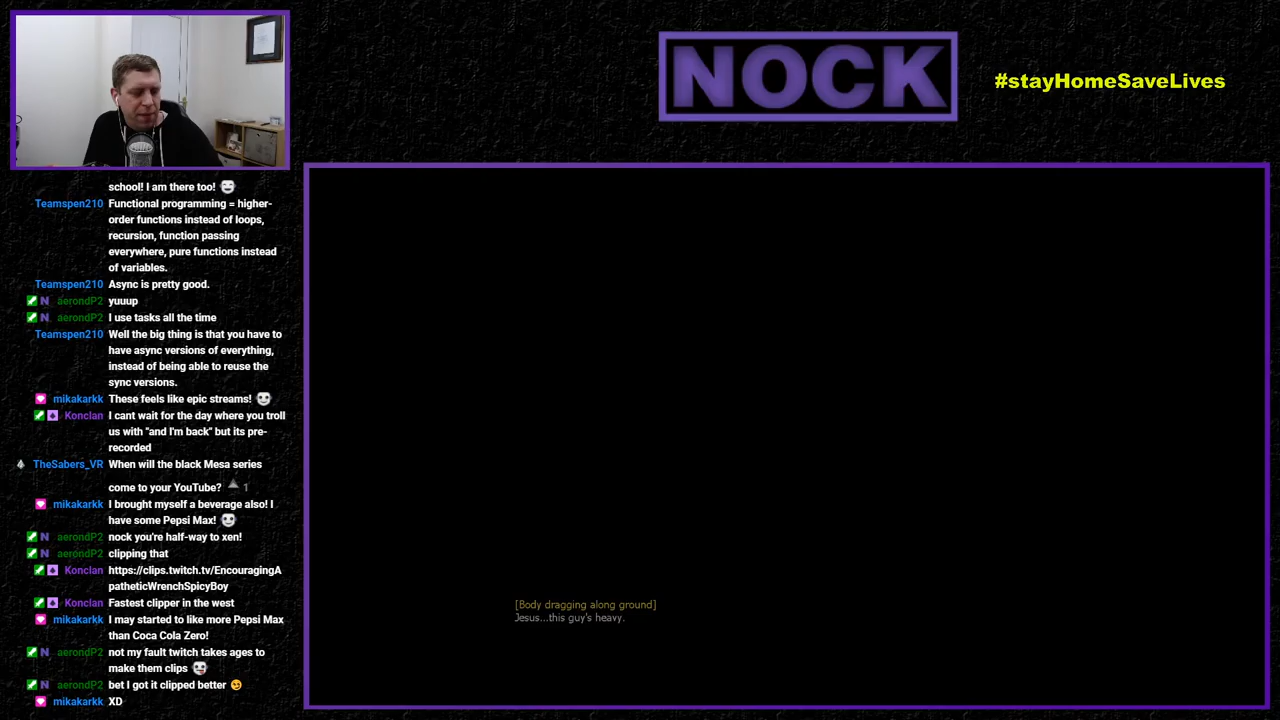 NOCK
#stayHomeSaveLives
school! I am there too!
Teamspen210 Functional programming = higher-
order functions instead of loops,
recursion, function passing
everywhere, pure functions instead
of variables.
Teamspen210 Async is pretty good.
N aerondP2 yuuup
N aerondP2 I use tasks all the time
Teamspen210 Well the big thing is that you have to
have async versions of everything,
instead of being able to reuse the
sync versions.
mikakarkk These feels like epic streams!
Konclan I cant wait for the day where you troll
us with "and I'm back" but its pre-
recorded
TheSabers_VR When will the black Mesa series
come to your YouTube? 1
mikakarkk I brought myself a beverage also! I
have some Pepsi Max!
N aerondP2 nock you're half-way to xen!
N aerondP2 clipping that
Konclan https://clips.twitch.tv/EncouragingA
patheticWrenchSpicyBoy
Konclan Fastest clipper in the west
mikakarkk I may started to like more Pepsi Max
than Coca Cola Zero!
N aerondP2 not my fault twitch takes ages to
make them clips
N aerondP2 bet I got it clipped better
mikakarkk XD
[Body dragging along ground]
Jesus...this guy's heavy.